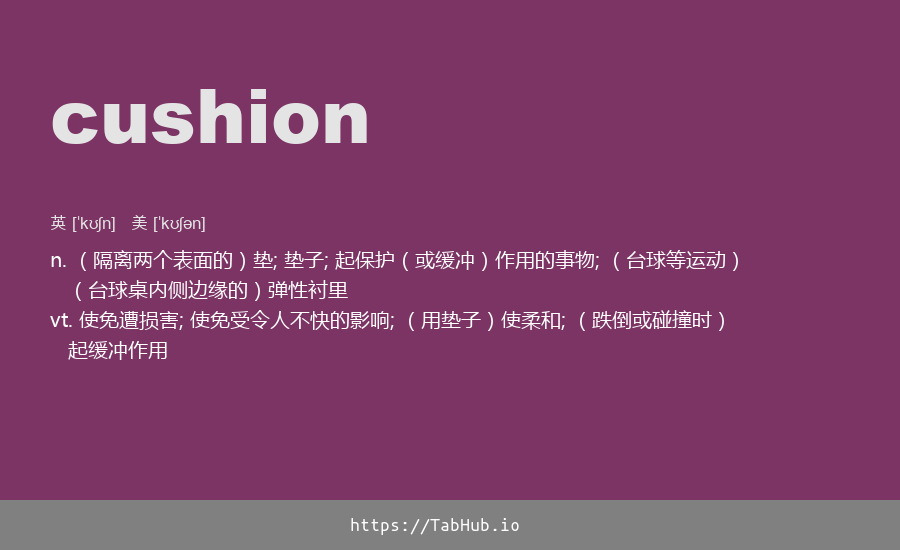 cushion
英 [ˈkʊʃn] 美 [ˈkʊʃən]
n. （隔离两个表面的）垫; 垫子; 起保护（或缓冲）作用的事物; （台球等运动）
（台球桌内侧边缘的）弹性衬里
vt. 使免遭损害; 使免受令人不快的影响; （用垫子）使柔和; （跌倒或碰撞时）
起缓冲作用
https://TabHub.io